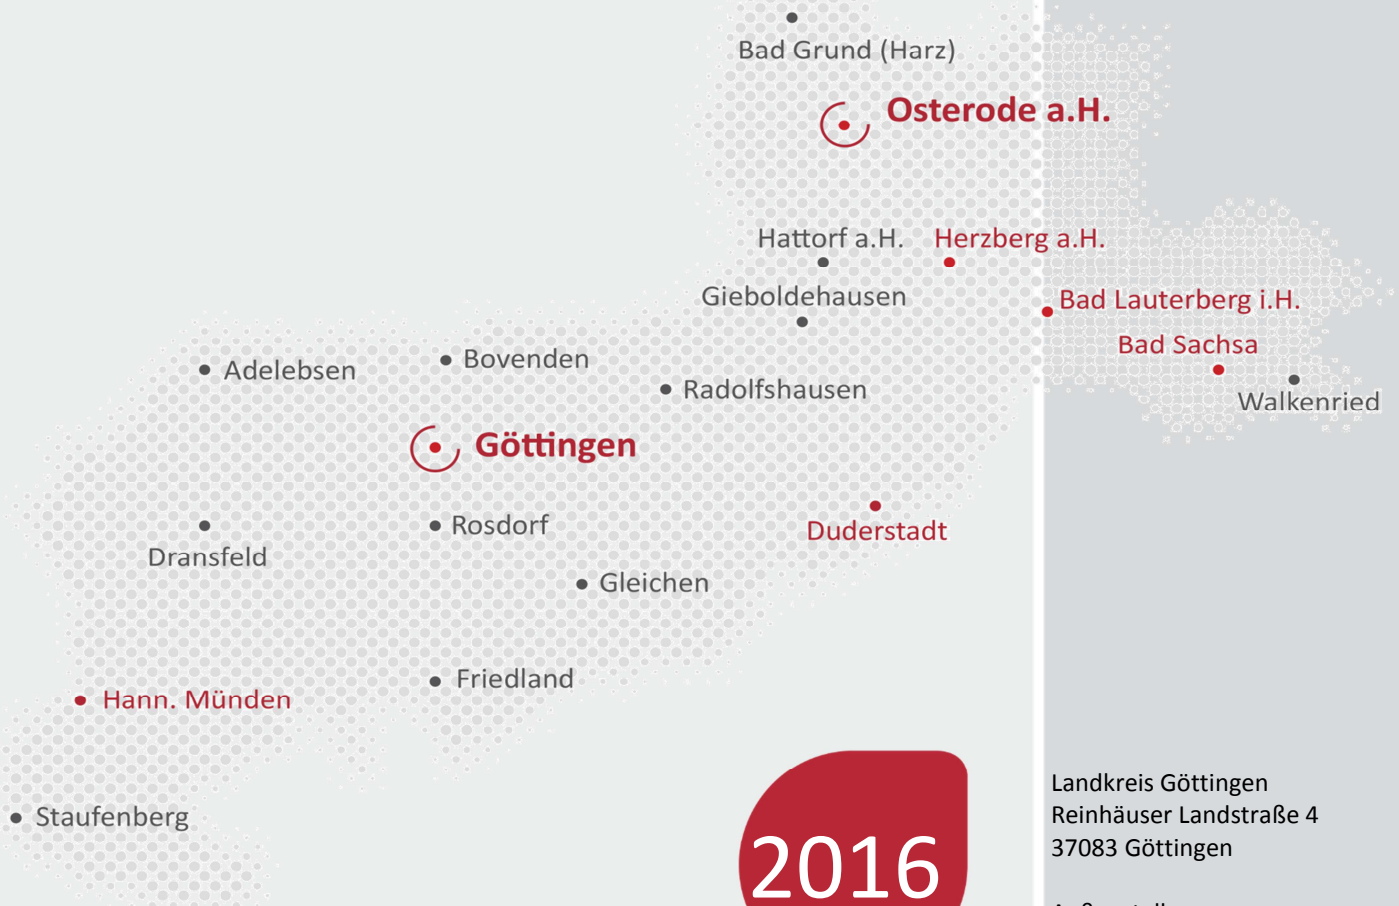 Bad Grund (Harz)
Osterode a.H.
Hattorf a.H.
Herzberg a.H.
Gieboldehausen
Bad Lauterberg i.H.
Bad Sachsa
Walkenried
Adelebsen
Bovenden
Radolfshausen
Göttingen
Rosdorf
Duderstadt
Dransfeld
Gleichen
Friedland
Hann. Münden
Staufenberg
2016
Landkreis Göttingen
Reinhäuser Landstraße 4
37083 Göttingen